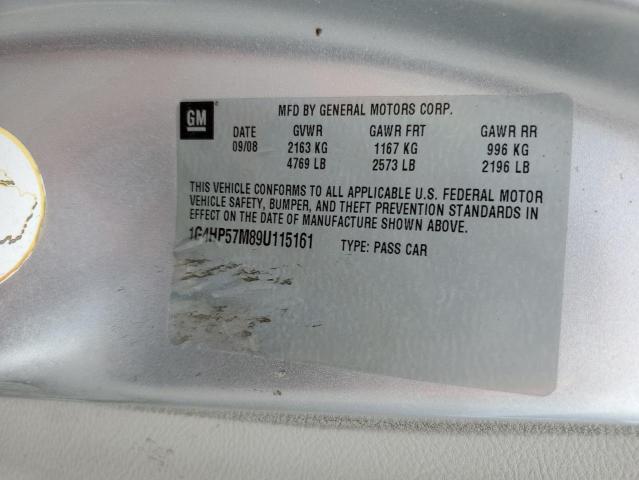 GM
MFD BY GENERAL MOTORS CORP.
DATE GVWR GAWR FRT GAWR RR
09/08 2163 KG 1167 KG 996 KG
4769 LB 2573 LB 2196 LB
THIS VEHICLE CONFORMS TO ALL APPLICABLE U.S. FEDERAL MOTOR
VEHICLE SAFETY, BUMPER, AND THEFT PREVENTION STANDARDS IN
EFFECT ON THE DATE OF MANUFACTURE SHOWN ABOVE.
1G4HP57M89U115161 TYPE: PASS CAR